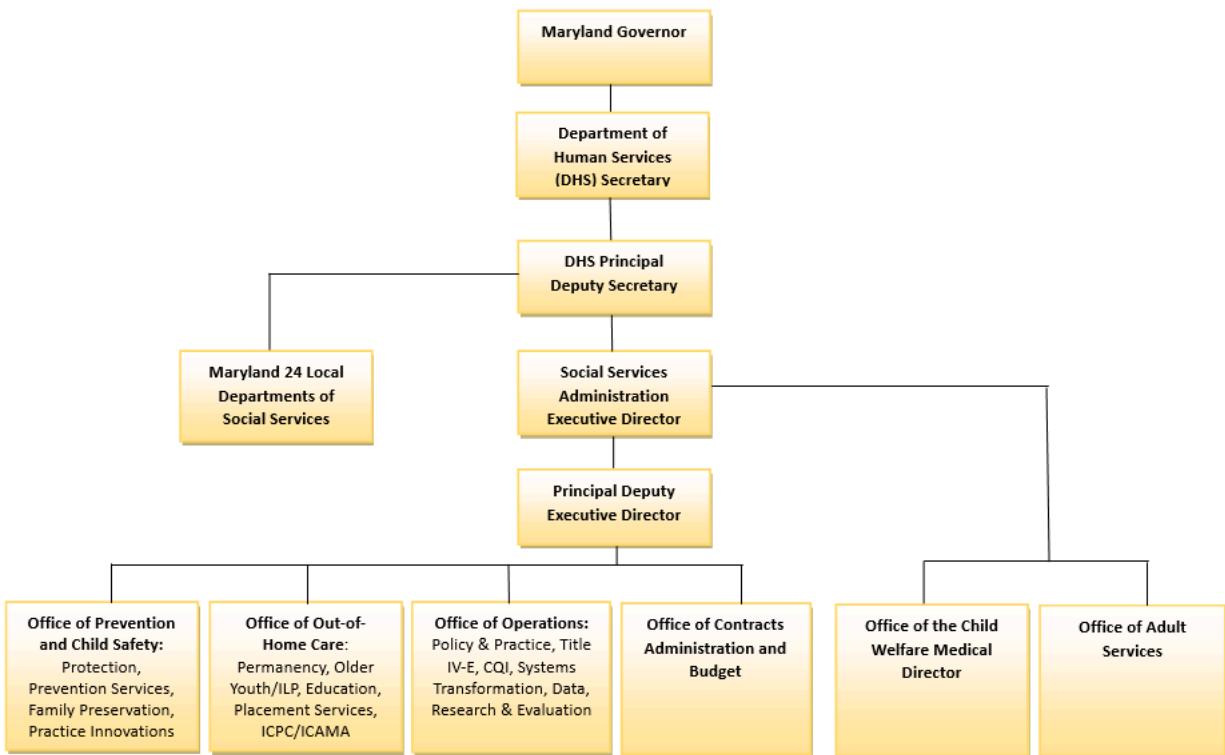 Maryland Governor
Department of
Human Services
(DHS) Secretary
DHS Principal
Deputy Secretary
Maryland 24 Local
Departments of
Social Services
Social Services
Administration
Executive Director
Principal Deputy
Executive Director
Office of Prevention
and Child Safety:
Protection,
Prevention Services,
Family Preservation,
Practice Innovations
Office of Out-of-
Home Care:
Permanency, Older
Youth/ILP, Education,
Placement Services,
ICPC/ICAMA
Office of Operations:
Policy & Practice, Title
IV-E, CQI, Systems
Transformation, Data,
Research & Evaluation
Office of Contracts
Administration and
Budget
Office of the Child
Welfare Medical
Director
Office of Adult
Services